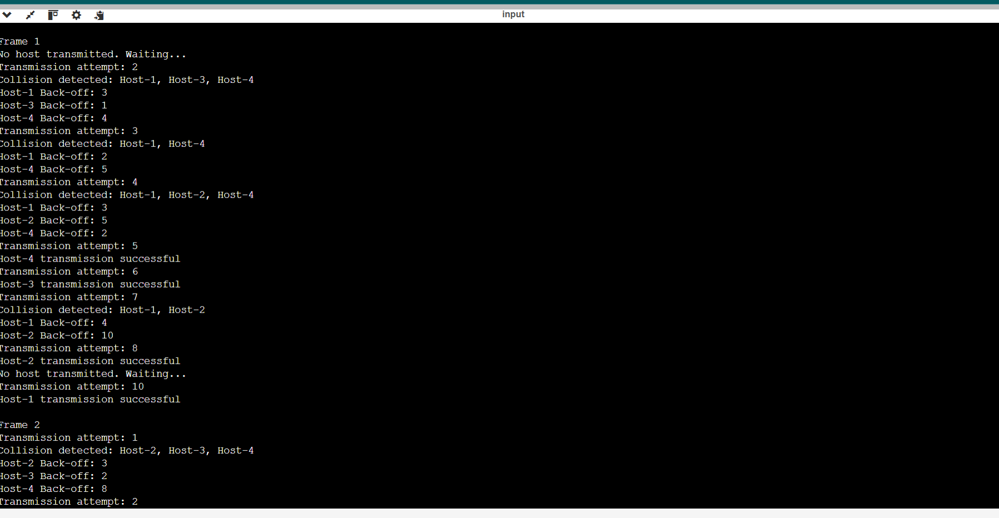 input
Frame 1
No host transmitted. Waiting...
Transmission attempt: 2
Collision detected: Host-1, Host-3, Host-4
Host-1 Back-off: 3
Host-3 Back-off: 1
Host-4 Back-off: 4
Transmission attempt: 3
Collision detected: Host-1, Host-4
Host-1 Back-off: 2
Host-4 Back-off: 5
Transmission attempt: 4
Collision detected: Host-1, Host-2, Host-4
Host-1 Back-off: 3
Host-2 Back-off: 5
Host-4 Back-off: 2
Transmission attempt: 5
Host-4 transmission successful
Transmission attempt: 6
Host-3 transmission successful
Transmission attempt: 7
Collision detected: Host-1, Host-2
Host-1 Back-off: 4
Host-2 Back-off: 10
Transmission attempt: 8
Host-2 transmission successful
No host transmitted. Waiting...
Transmission attempt: 10
Host-1 transmission successful
Frame 2
Transmission attempt: 1
Collision detected: Host-2, Host-3, Host-4
Host-2 Back-off: 3
Host-3 Back-off: 2
Host-4 Back-off: 8
Transmission attempt: 2